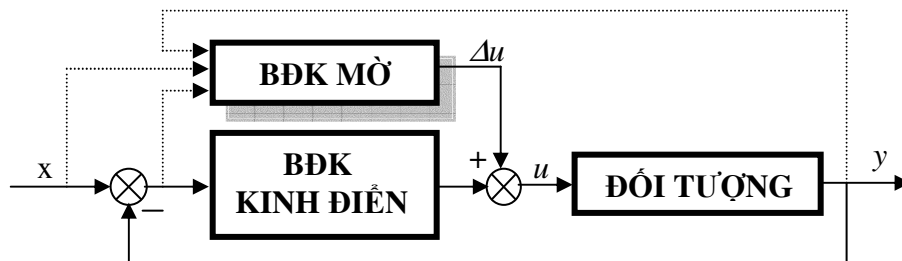 BĐK MỜ
Δu
x
BĐK
KINH ĐIỂN
+
u
ĐỐI TƯỢNG
y
−